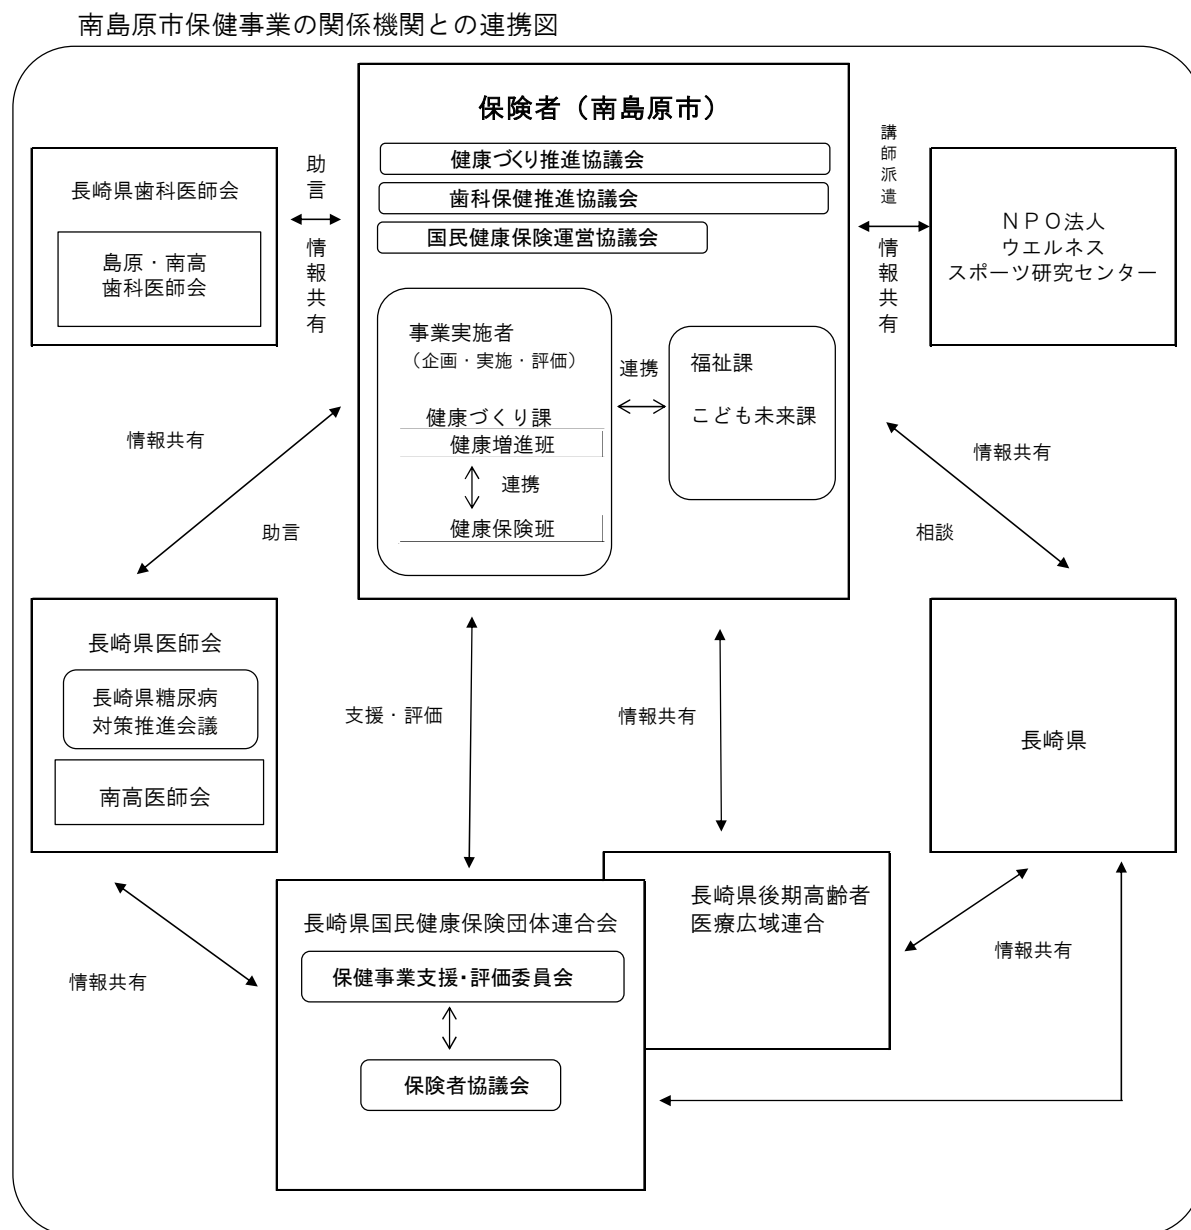 南島原市保健事業の関係機関との連携図
保険者（南島原市）
健康づくり推進協議会
歯科保健推進協議会
国民健康保険運営協議会
長崎県歯科医師会
島原・南高
歯科医師会
助言
情報共有
講師派遣
情報共有
ＮＰＯ法人
ウエルネス
スポーツ研究センター
事業実施者
（企画・実施・評価）
健康づくり課
健康増進班
連携
健康保険班
連携
福祉課
こども未来課
情報共有
助言
情報共有
相談
長崎県医師会
長崎県糖尿病
対策推進会議
南高医師会
支援・評価
情報共有
長崎県
長崎県後期高齢者
医療広域連合
長崎県国民健康保険団体連合会
保健事業支援・評価委員会
保険者協議会
情報共有
情報共有